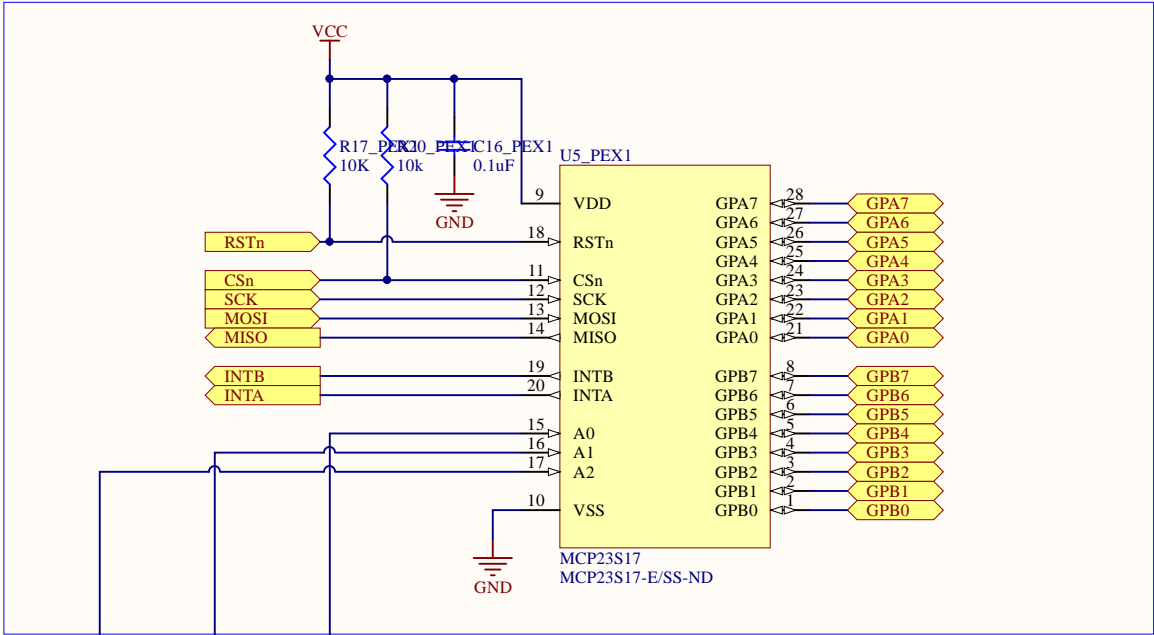 VCC
R17_PEX1
R20_PEX1
C16_PEX1
10K
10k
0.1uF
GND
U5_PEX1
9 VDD
GPA7 28 GPA7
GPA6 27 GPA6
RSTn 18 RSTn
GPA5 26 GPA5
GPA4 25 GPA4
CSn 11 CSn
GPA3 24 GPA3
SCK 12 SCK
GPA2 23 GPA2
MOSI 13 MOSI
GPA1 22 GPA1
MISO 14 MISO
GPA0 21 GPA0
INTB 19 INTB
GPB7 8 GPB7
INTA 20 INTA
GPB6 7 GPB6
GPB5 6 GPB5
15 A0
GPB4 5 GPB4
16 A1
GPB3 4 GPB3
17 A2
GPB2 3 GPB2
GPB1 2 GPB1
10 VSS
GPB0 1 GPB0
GND
MCP23S17
MCP23S17-E/SS-ND